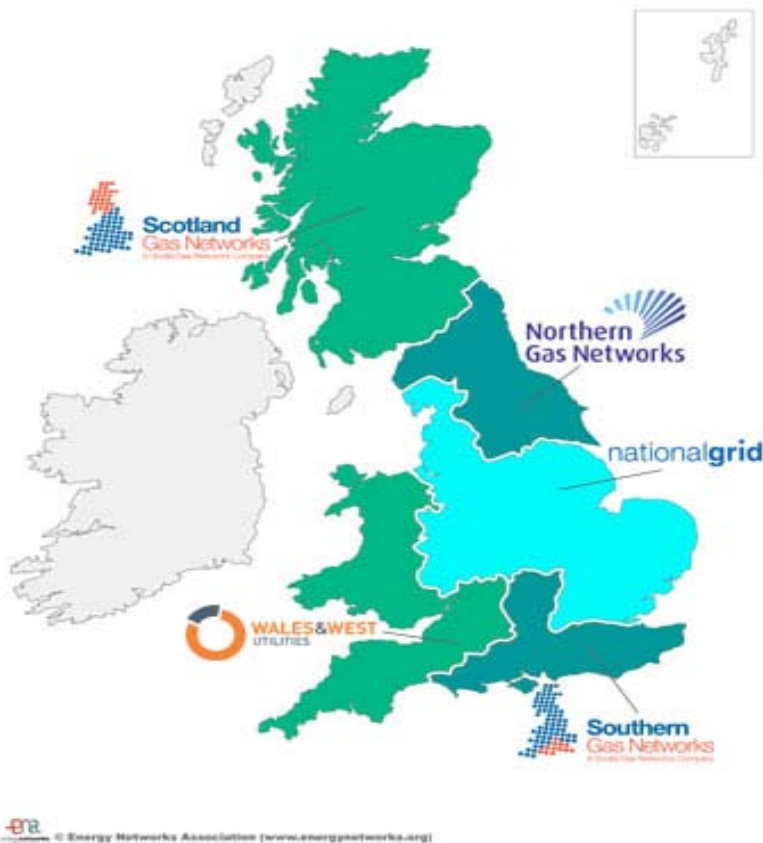 Scotland
Gas Networks
Northern
Gas Networks
nationalgrid
WALES&WEST
UTILITIES
Southern
Gas Networks
ena
© Energy Networks Association (www.energynetworks.org)